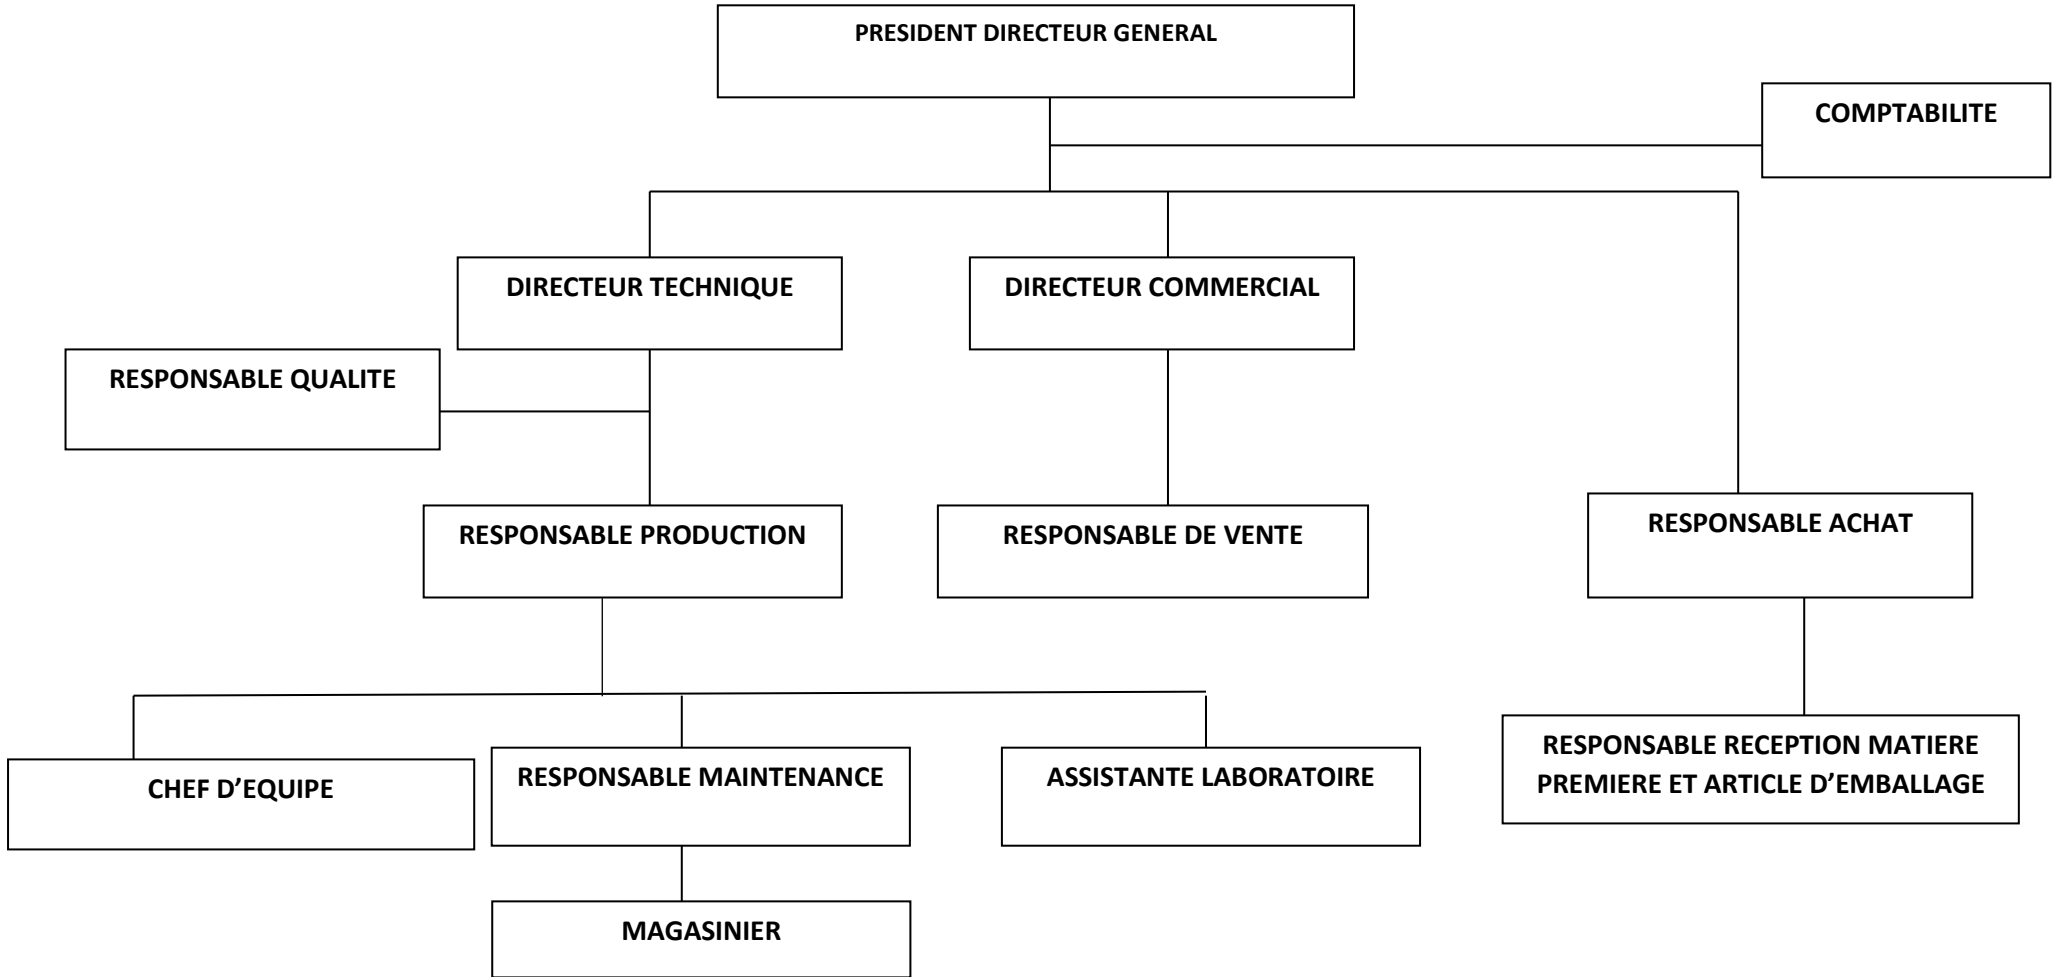 PRESIDENT DIRECTEUR GENERAL
COMPTABILITE
DIRECTEUR TECHNIQUE
DIRECTEUR COMMERCIAL
RESPONSABLE QUALITE
RESPONSABLE PRODUCTION
RESPONSABLE DE VENTE
RESPONSABLE ACHAT
CHEF D’EQUIPE
RESPONSABLE MAINTENANCE
ASSISTANTE LABORATOIRE
RESPONSABLE RECEPTION MATIERE
PREMIERE ET ARTICLE D’EMBALLAGE
MAGASINIER